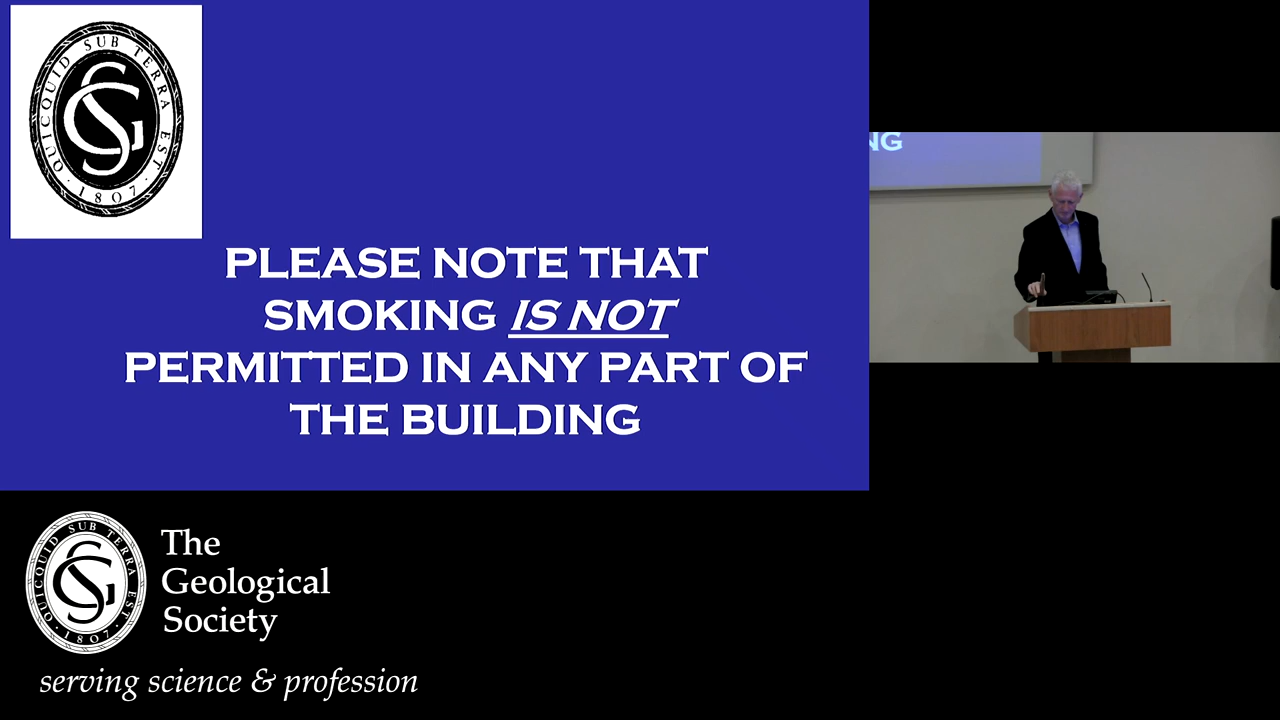 QUICQUID SUB TERRA EST
· 1807 ·
PLEASE NOTE THAT
SMOKING IS NOT
PERMITTED IN ANY PART OF
THE BUILDING
NG
QUICQUID SUB TERRA EST
· 1807 ·
The
Geological
Society
serving science & profession